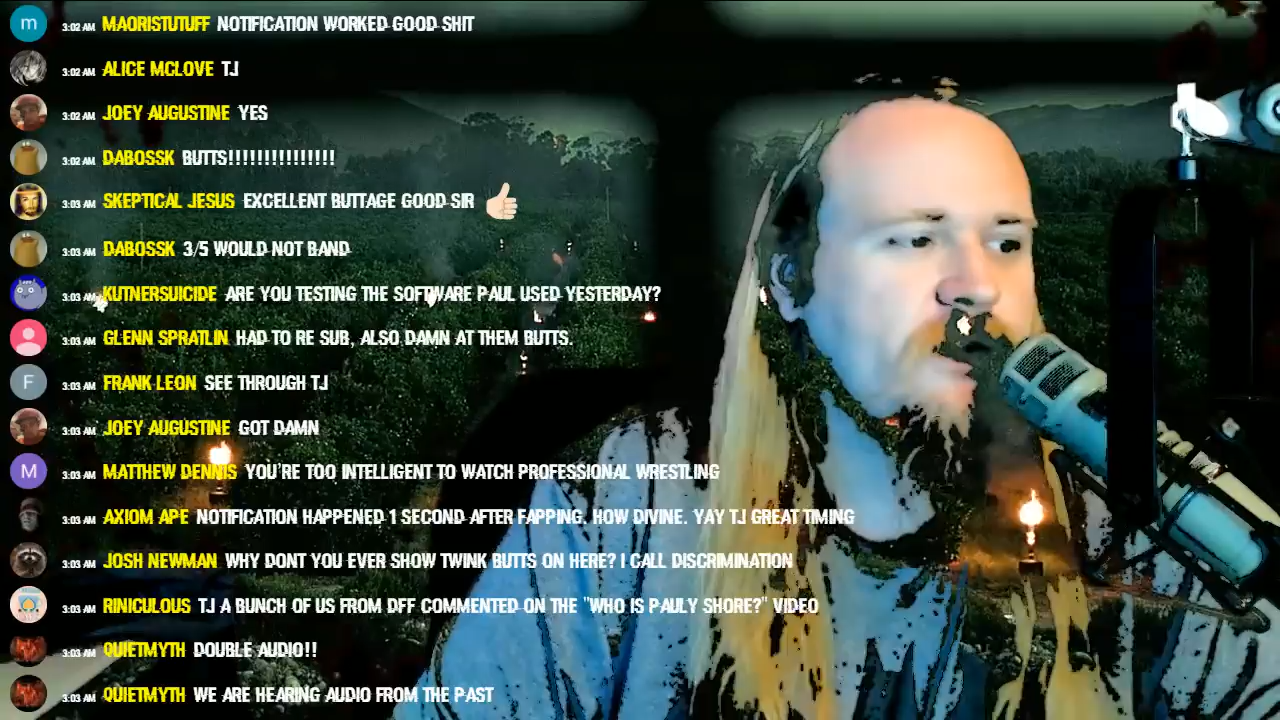 m 3:02 AM MAORISTUTUFF NOTIFICATION WORKED GOOD SHIT
3:02 AM ALICE MCLOVE TJ
3:02 AM JOEY AUGUSTINE YES
3:02 AM DABOSSK BUTTS!!!!!!!!!!!!!!!
3:03 AM SKEPTICAL JESUS EXCELLENT BUTTAGE GOOD SIR
3:03 AM DABOSSK 3/5 WOULD NOT BAND
3:03 AM KUTNERSUICIDE ARE YOU TESTING THE SOFTWARE PAUL USED YESTERDAY?
3:03 AM GLENN SPRATLIN HAD TO RE SUB, ALSO DAMN AT THEM BUTTS.
F 3:03 AM FRANK LEON SEE THROUGH TJ
3:03 AM JOEY AUGUSTINE GOT DAMN
M 3:03 AM MATTHEW DENNIS YOU'RE TOO INTELLIGENT TO WATCH PROFESSIONAL WRESTLING
3:03 AM AXIOM APE NOTIFICATION HAPPENED 1 SECOND AFTER FAPPING. HOW DIVINE. YAY TJ GREAT TIMING
3:03 AM JOSH NEWMAN WHY DONT YOU EVER SHOW TWINK BUTTS ON HERE? I CALL DISCRIMINATION
3:03 AM RINICULOUS TJ A BUNCH OF US FROM DFF COMMENTED ON THE "WHO IS PAULY SHORE?" VIDEO
3:03 AM QUIETMYTH DOUBLE AUDIO!!
3:03 AM QUIETMYTH WE ARE HEARING AUDIO FROM THE PAST